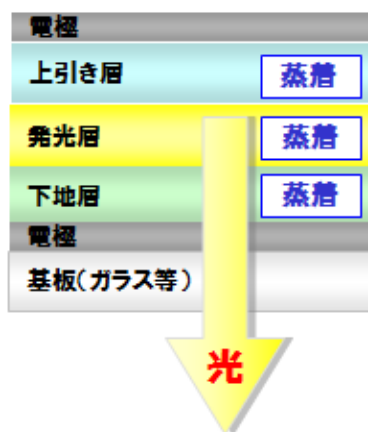 電極
上引き層 蒸着
発光層 蒸着
下地層 蒸着
電極
基板(ガラス等)
光